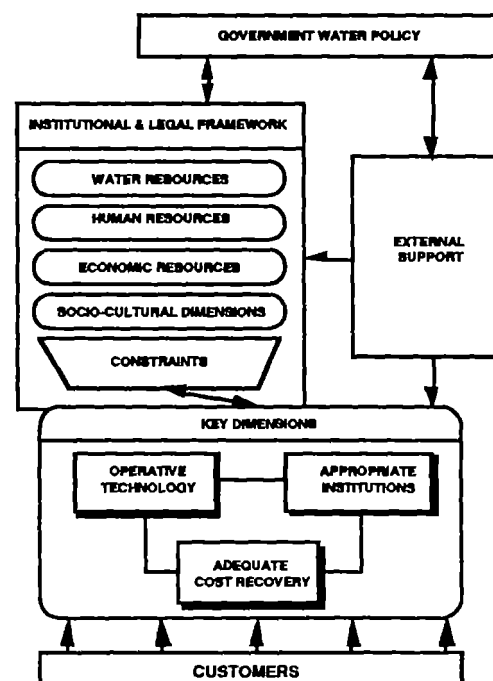 GOVERNMENT WATER POLICY
INSTITUTIONAL & LEGAL FRAMEWORK
WATER RESOURCES
HUMAN RESOURCES
ECONOMIC RESOURCES
SOCIO-CULTURAL DIMENSIONS
CONSTRAINTS
EXTERNAL
SUPPORT
KEY DIMENSIONS
OPERATIVE
TECHNOLOGY
APPROPRIATE
INSTITUTIONS
ADEQUATE
COST RECOVERY
CUSTOMERS